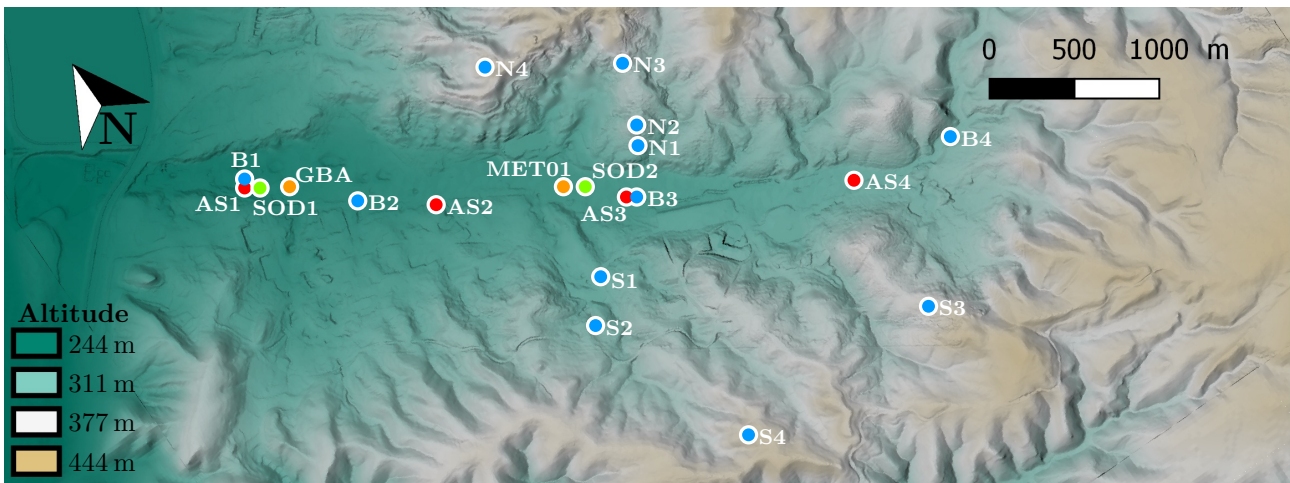 0 500 1000 m
N4
N3
N
N2
N1
B4
B1
GBA
MET01
SOD2
AS4
AS1
SOD1
B2
AS2
AS3
B3
S1
S3
S2
S4
Altitude
244 m
311 m
377 m
444 m